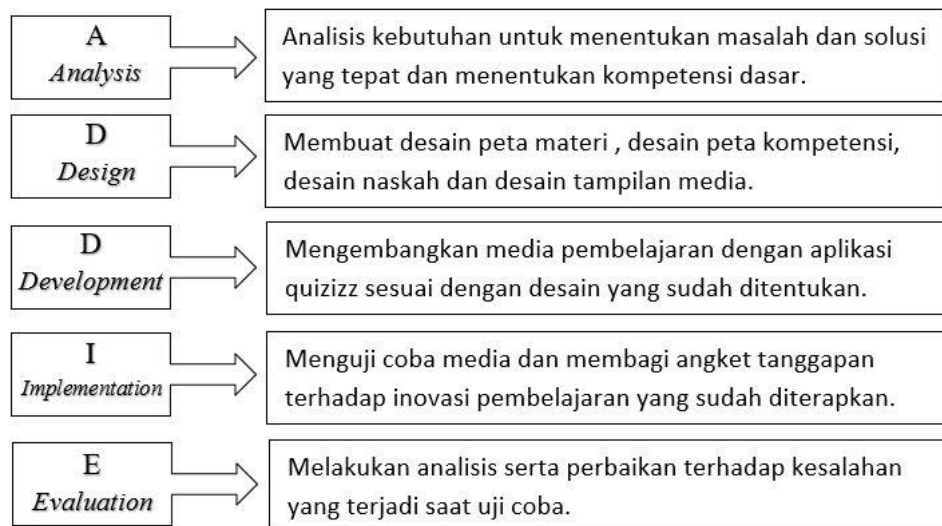 A
Analysis
Analisis kebutuhan untuk menentukan masalah dan solusi
yang tepat dan menentukan kompetensi dasar.
D
Design
Membuat desain peta materi , desain peta kompetensi,
desain naskah dan desain tampilan media.
D
Development
Mengembangkan media pembelajaran dengan aplikasi
quizizz sesuai dengan desain yang sudah ditentukan.
I
Implementation
Menguji coba media dan membagi angket tanggapan
terhadap inovasi pembelajaran yang sudah diterapkan.
E
Evaluation
Melakukan analisis serta perbaikan terhadap kesalahan
yang terjadi saat uji coba.